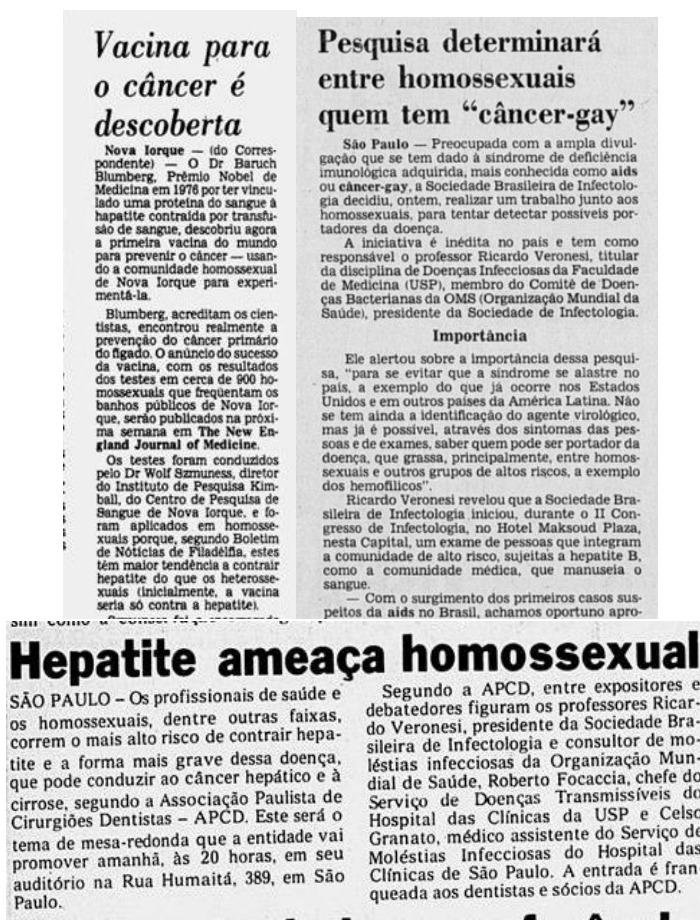 Vacina para
o câncer é
descoberta
Nova Iorque — (do Corres-
pondente) — O Dr Baruch
Blumberg, Prêmio Nobel de
Medicina em 1976 por ter vincu-
lado uma proteína do sangue à
hapatite contraída por transfu-
são de sangue, descobriu agora
a primeira vacina do mundo
para prevenir o câncer — usan-
do a comunidade homossexual
de Nova Iorque para experi-
mentá-la.
Blumberg, acreditam os cien-
tistas, encontrou realmente a
prevenção do câncer primário
do fígado. O anúncio do sucesso
da vacina, com os resultados
dos testes em cerca de 900 ho-
mossexuais que freqüentam os
banhos públicos de Nova Ior-
que, serão publicados na próxi-
ma semana em The New En-
gland Journal of Medicine.
Os testes foram conduzidos
pelo Dr Wolf Szmuness, diretor
do Instituto de Pesquisa Kim-
ball, do Centro de Pesquisa de
Sangue de Nova Iorque, e fo-
ram aplicados em homosse-
xuais porque, segundo Boletim
de Nótícias de Filadélfia, estes
têm maior tendência a contrair
hepatite do que os heterosse-
xuais (inicialmente, a vacina
seria só contra a hepatite).
Pesquisa determinará
entre homossexuais
quem tem “câncer-gay”
São Paulo — Preocupada com a ampla divul-
gação que se tem dado à síndrome de deficiência
imunológica adquirida, mais conhecida como aids
ou câncer-gay, a Sociedade Brasileira de Infectolo-
gia decidiu, ontem, realizar um trabalho junto aos
homossexuais, para tentar detectar possíveis por-
tadores da doença.
A iniciativa é inédita no país e tem como
responsável o professor Ricardo Veronesi, titular
da disciplina de Doenças Infecciosas da Faculdade
de Medicina (USP), membro do Comitê de Doen-
ças Bacterianas da OMS (Organização Mundial da
Saúde), presidente da Sociedade de Infectologia.
Importância
Ele alertou sobre a importância dessa pesqui-
sa, “para se evitar que a síndrome se alastre no
país, a exemplo do que já ocorre nos Estados
Unidos e em outros países da América Latina. Não
se tem ainda a identificação do agente virológico,
mas já é possível, através dos sintomas das pes-
soas e de exames, saber quem pode ser portador da
doença, que grassa, principalmente, entre homos-
sexuais e outros grupos de altos riscos, a exemplo
dos hemofílicos”.
Ricardo Veronesi revelou que a Sociedade Bra-
sileira de Infectologia iniciou, durante o II Con-
gresso de Infectologia, no Hotel Maksoud Plaza,
nesta Capital, um exame de pessoas que integram
a comunidade de alto risco, sujeitas a hepatite B,
como a comunidade médica, que manuseia o
sangue.
— Com o surgimento dos primeiros casos sus-
peitos da aids no Brasil, achamos oportuno apro-
Hepatite ameaça homossexual
SÃO PAULO – Os profissionais de saúde e
os homossexuais, dentre outras faixas,
correm o mais alto risco de contrair hepa-
tite e a forma mais grave dessa doença,
que pode conduzir ao câncer hepático e à
cirrose, segundo a Associação Paulista de
Cirurgiões Dentistas – APCD. Este será o
tema de mesa-redonda que a entidade vai
promover amanhã, às 20 horas, em seu
auditório na Rua Humaitá, 389, em São
Paulo.
Segundo a APCD, entre expositores e
debatedores figuram os professores Ricar-
do Veronesi, presidente da Sociedade Bra-
sileira de Infectologia e consultor de mo-
léstias infecciosas da Organização Mun-
dial de Saúde, Roberto Focaccia, chefe do
Serviço de Doenças Transmissíveis do
Hospital das Clínicas da USP e Celso
Granato, médico assistente do Serviço de
Moléstias Infecciosas do Hospital das
Clínicas de São Paulo. A entrada é fran-
queada aos dentistas e sócios da APCD.